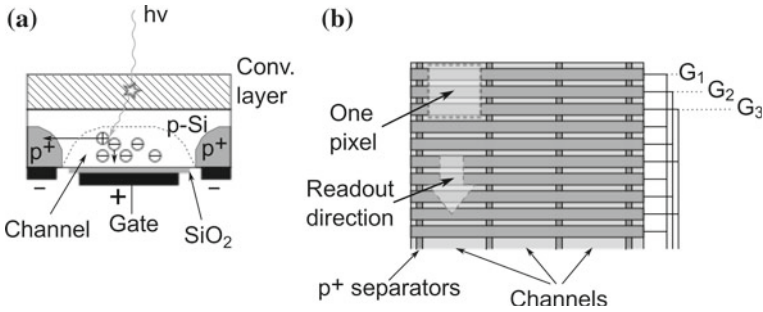 (a)
hν
Conv.
layer
p-Si
p+
p+
–
+
–
Channel
Gate
SiO₂
(b)
G₁
G₂
G₃
One
pixel
Readout
direction
p+ separators
Channels